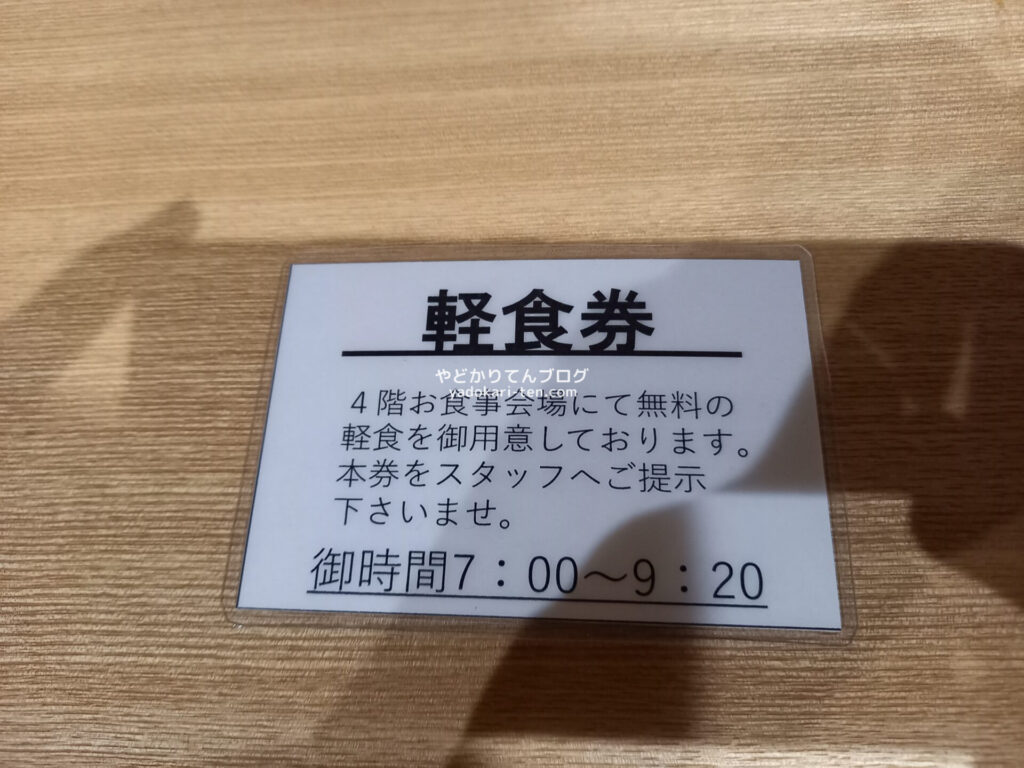 軽食券
やどかりてんブログ
yadokari-ten.com
4階お食事会場にて無料の
軽食を御用意しております。
本券をスタッフへご提示
下さいませ。
御時間7：00～9：20